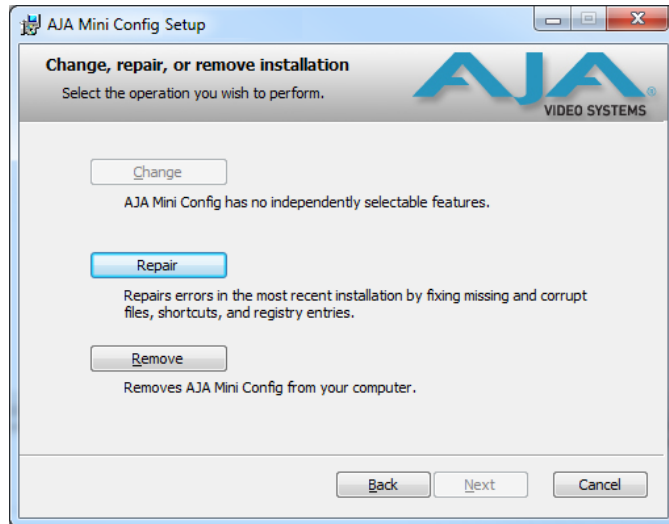 AJA Mini Config Setup
Change, repair, or remove installation
Select the operation you wish to perform.
AJA®
VIDEO SYSTEMS
Change
AJA Mini Config has no independently selectable features.
Repair
Repairs errors in the most recent installation by fixing missing and corrupt
files, shortcuts, and registry entries.
Remove
Removes AJA Mini Config from your computer.
Back Next Cancel